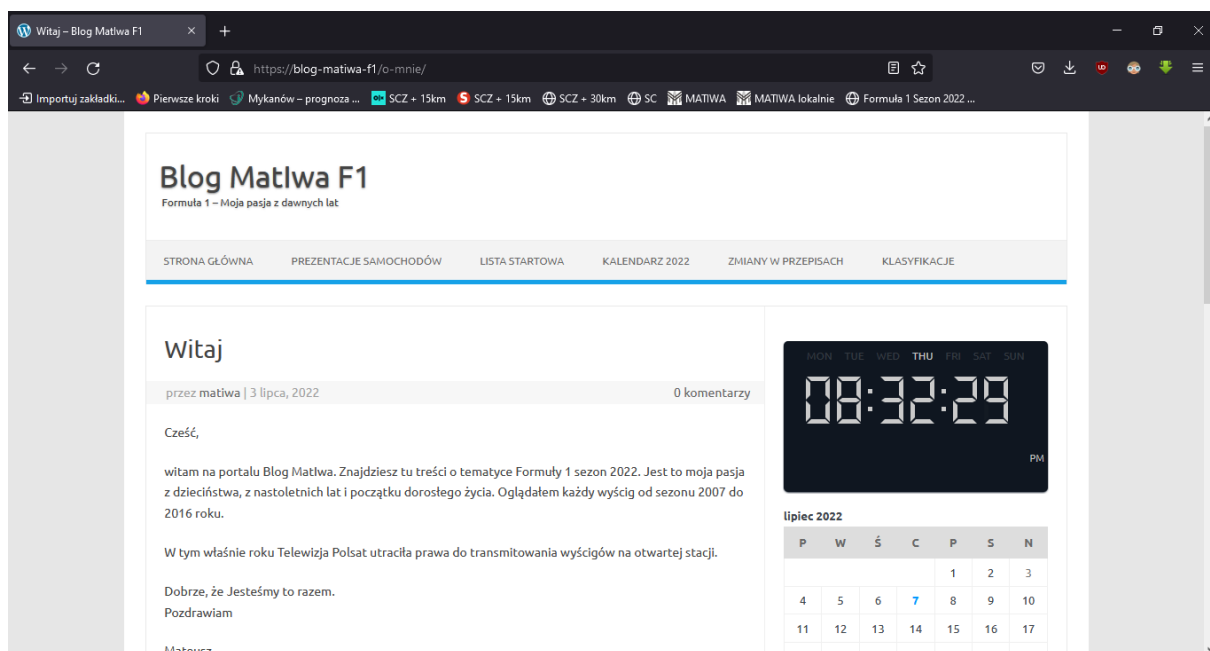 Witaj – Blog MatIwa F1
https://blog-matiwa-f1/o-mnie/
Importuj zakładki... Pierwsze kroki Mykanów – prognoza ... SCZ + 15km SCZ + 15km SCZ + 30km SC MATIWA MATIWA lokalnie Formuła 1 Sezon 2022 ...
Blog MatIwa F1
Formuła 1 – Moja pasja z dawnych lat
STRONA GŁÓWNA PREZENTACJE SAMOCHODÓW LISTA STARTOWA KALENDARZ 2022 ZMIANY W PRZEPISACH KLASYFIKACJE
Witaj
przez matiwa | 3 lipca, 2022 0 komentarzy
Cześć,
witam na portalu Blog MatIwa. Znajdziesz tu treści o tematyce Formuły 1 sezon 2022. Jest to moja pasja
z dzieciństwa, z nastoletnich lat i początku dorosłego życia. Oglądałem każdy wyścig od sezonu 2007 do
2016 roku.
W tym właśnie roku Telewizja Polsat utraciła prawa do transmitowania wyścigów na otwartej stacji.
Dobrze, że Jesteśmy to razem.
Pozdrawiam
Mateusz
MON TUE WED THU FRI SAT SUN
08:32:29
PM
lipiec 2022
P W Ś C P S N
1 2 3
4 5 6 7 8 9 10
11 12 13 14 15 16 17